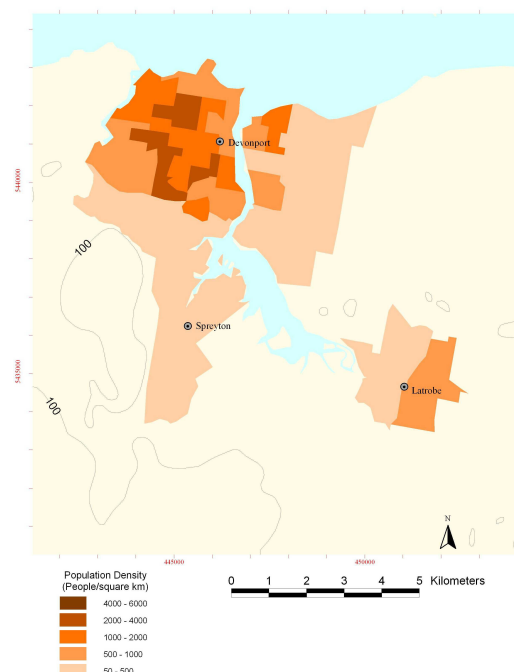 Devonport
5440000
100
Spreyton
5435000
100
Latrobe
N
445000
450000
Population Density
(People/square km)
0 1 2 3 4 5 Kilometers
4000 - 6000
2000 - 4000
1000 - 2000
500 - 1000
50 - 500